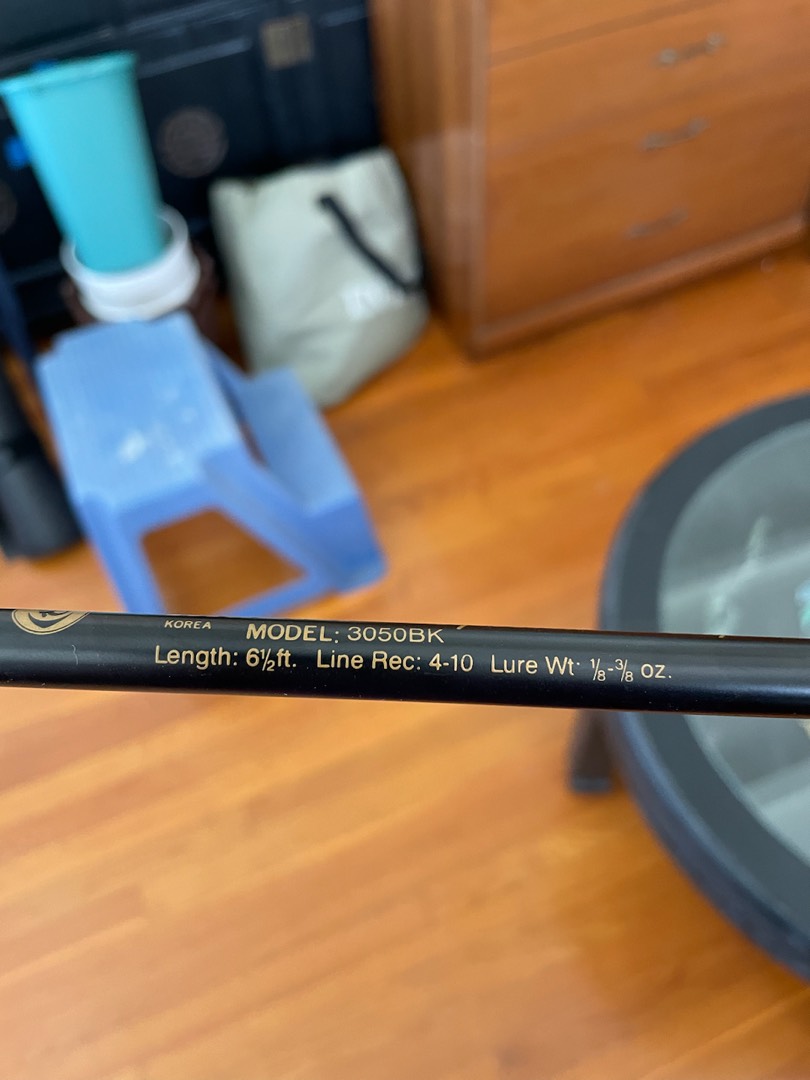 KOREA MODEL: 3050BK
Length: 6½ft. Line Rec: 4-10 Lure Wt· ⅛-⅜ oz.